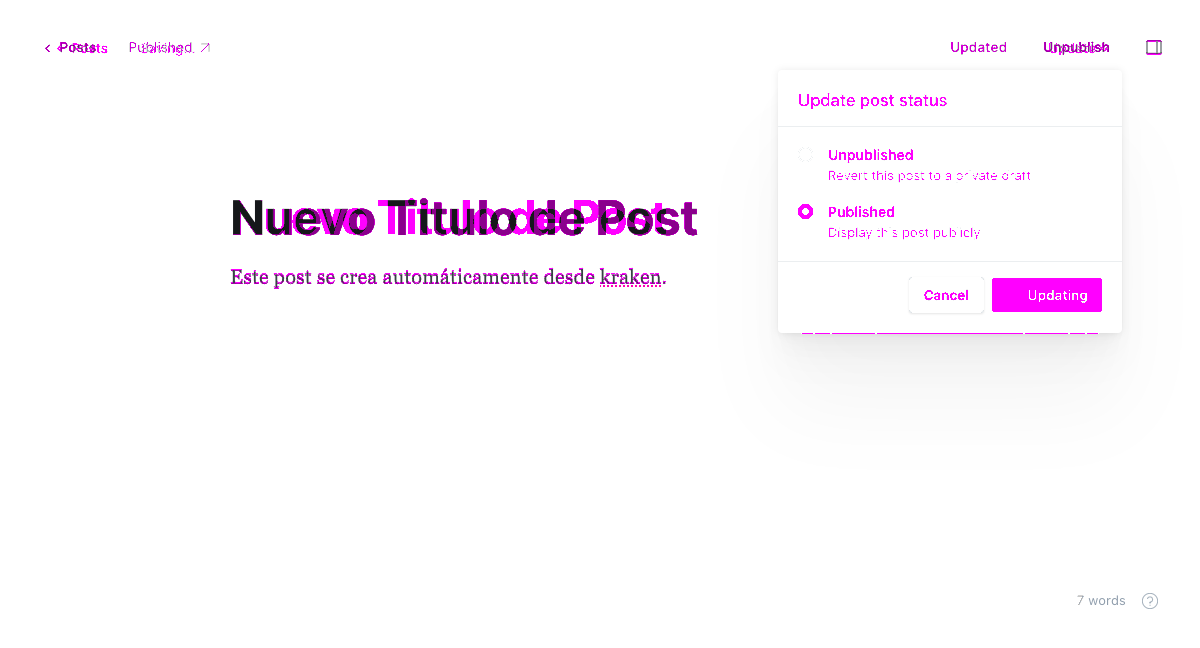 Posts Published Updated Unpublish
Update post status
Unpublished
Revert this post to a private draft
Published
Display this post publicly
Cancel Updating
Nuevo Titulo de Post
Este post se crea automáticamente desde kraken.
7 words